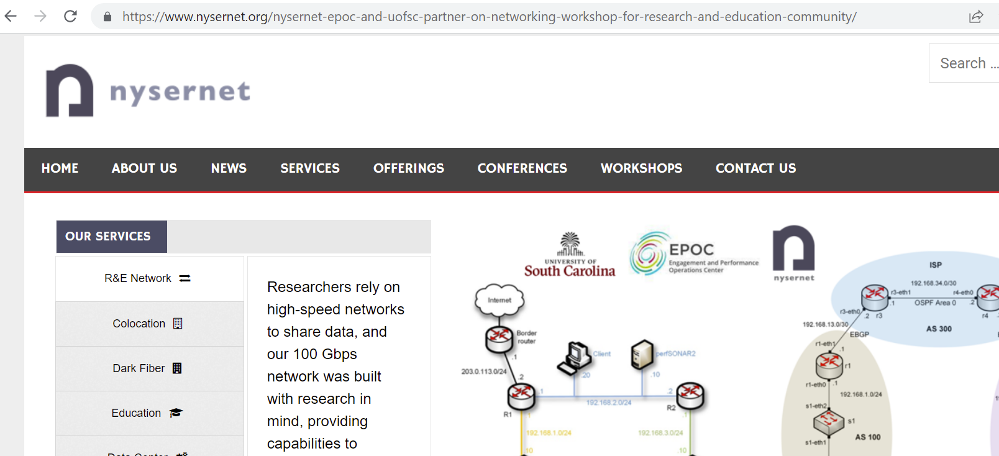 https://www.nysernet.org/nysernet-epoc-and-uofsc-partner-on-networking-workshop-for-research-and-education-community/
Search ...
nysernet
HOME ABOUT US NEWS SERVICES OFFERINGS CONFERENCES WORKSHOPS CONTACT US
OUR SERVICES
R&E Network
Colocation
Dark Fiber
Education
Data Center
Researchers rely on
high-speed networks
to share data, and
our 100 Gbps
network was built
with research in
mind, providing
capabilities to
UNIVERSITY OF
South Carolina
EPOC
Engagement and Performance
Operations Center
nysernet
Internet
Border
router
.1
203.0.113.0/24
.2
Client
.20
perfSONAR2
.10
.1
192.168.2.0/24
.2
R1
R2
.1
192.168.1.0/24
192.168.3.0/24
.1
.10
.10
ISP
192.168.34.0/30
r3-eth1
r4-eth0
.1
OSPF Area 0
.2
r3-eth0
.2
r3
r4
192.168.13.0/30
EBGP
AS 300
r1-eth1
.1
r1
r1-eth0
.1
192.168.1.0/24
s1-eth2
s1
AS 100
s1-eth1